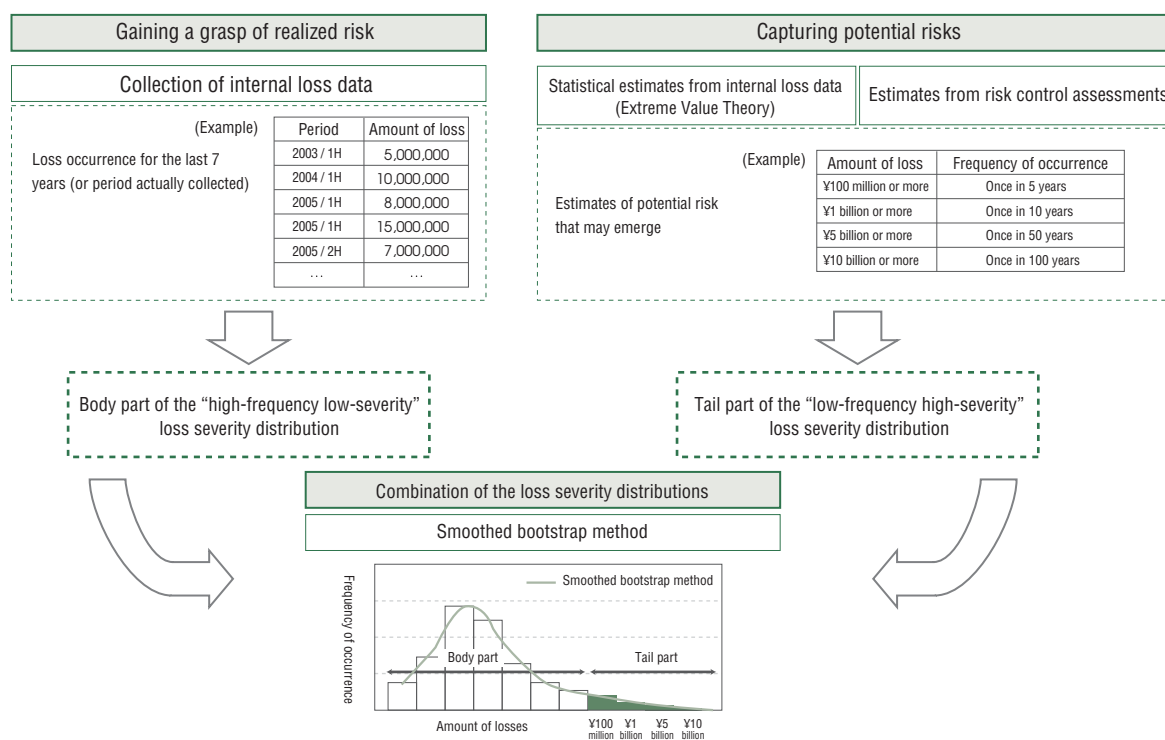 Gaining a grasp of realized risk
Collection of internal loss data
(Example)
Loss occurrence for the last 7
years (or period actually collected)
Period Amount of loss
2003 / 1H 5,000,000
2004 / 1H 10,000,000
2005 / 1H 8,000,000
2005 / 1H 15,000,000
2005 / 2H 7,000,000
… …
Body part of the “high-frequency low-severity”
loss severity distribution
Capturing potential risks
Statistical estimates from internal loss data
(Extreme Value Theory)
Estimates from risk control assessments
(Example)
Estimates of potential risk
that may emerge
Amount of loss Frequency of occurrence
¥100 million or more Once in 5 years
¥1 billion or more Once in 10 years
¥5 billion or more Once in 50 years
¥10 billion or more Once in 100 years
Tail part of the “low-frequency high-severity”
loss severity distribution
Combination of the loss severity distributions
Smoothed bootstrap method
Frequency of
occurrence
Smoothed bootstrap method
Body part
Tail part
Amount of losses
¥100 ¥1 ¥5 ¥10
million billion billion billion